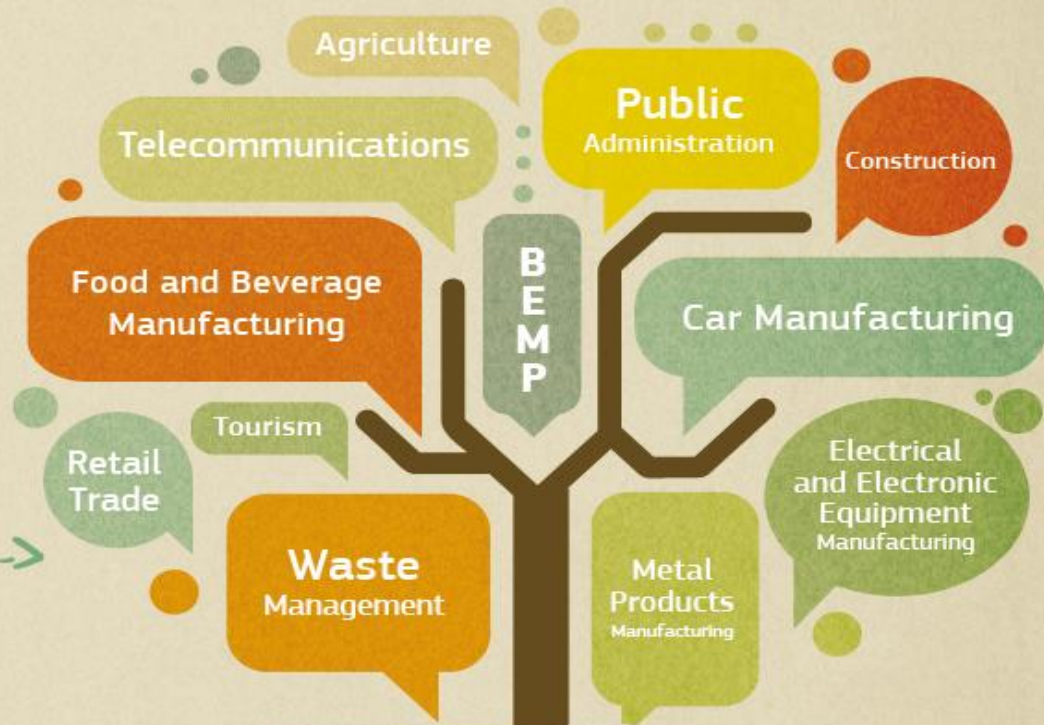 Agriculture
Telecommunications
Public
Administration
Construction
Food and Beverage
Manufacturing
B
E
M
P
Car Manufacturing
Tourism
Retail
Trade
Electrical
and Electronic
Equipment
Manufacturing
Waste
Management
Metal
Products
Manufacturing